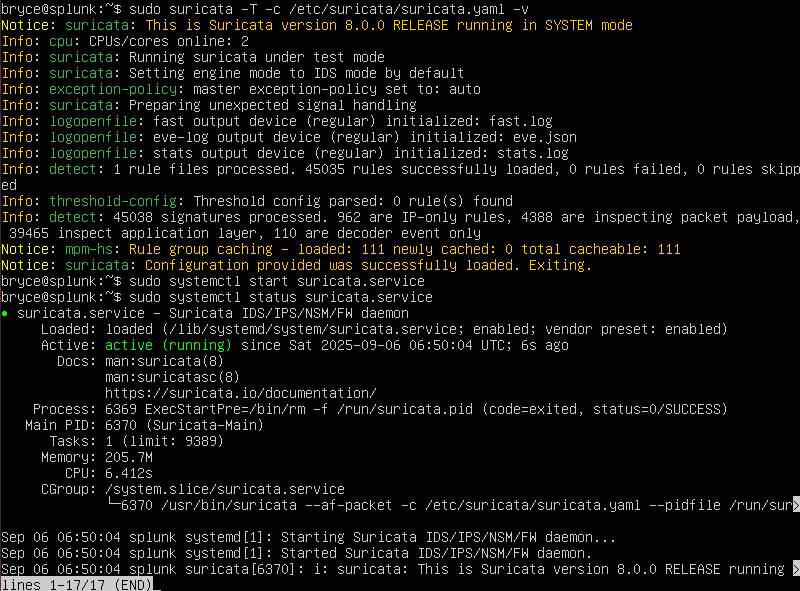 bryce@splunk:~$ sudo suricata -T -c /etc/suricata/suricata.yaml -v
Notice: suricata: This is Suricata version 8.0.0 RELEASE running in SYSTEM mode
Info: cpu: CPUs/cores online: 2
Info: suricata: Running suricata under test mode
Info: suricata: Setting engine mode to IDS mode by default
Info: exception-policy: master exception-policy set to: auto
Info: suricata: Preparing unexpected signal handling
Info: logopenfile: fast output device (regular) initialized: fast.log
Info: logopenfile: eve-log output device (regular) initialized: eve.json
Info: logopenfile: stats output device (regular) initialized: stats.log
Info: detect: 1 rule files processed. 45035 rules successfully loaded, 0 rules failed, 0 rules skipp
ed
Info: threshold-config: Threshold config parsed: 0 rule(s) found
Info: detect: 45038 signatures processed. 962 are IP-only rules, 4388 are inspecting packet payload,
 39465 inspect application layer, 110 are decoder event only
Notice: mpm-hs: Rule group caching - loaded: 111 newly cached: 0 total cacheable: 111
Notice: suricata: Configuration provided was successfully loaded. Exiting.
bryce@splunk:~$ sudo systemctl start suricata.service
bryce@splunk:~$ sudo systemctl status suricata.service
● suricata.service - Suricata IDS/IPS/NSM/FW daemon
     Loaded: loaded (/lib/systemd/system/suricata.service; enabled; vendor preset: enabled)
     Active: active (running) since Sat 2025-09-06 06:50:04 UTC; 6s ago
       Docs: man:suricata(8)
             man:suricatasc(8)
             https://suricata.io/documentation/
    Process: 6369 ExecStartPre=/bin/rm -f /run/suricata.pid (code=exited, status=0/SUCCESS)
   Main PID: 6370 (Suricata-Main)
      Tasks: 1 (limit: 9389)
     Memory: 205.7M
        CPU: 6.412s
     CGroup: /system.slice/suricata.service
             └─6370 /usr/bin/suricata --af-packet -c /etc/suricata/suricata.yaml --pidfile /run/sur>
Sep 06 06:50:04 splunk systemd[1]: Starting Suricata IDS/IPS/NSM/FW daemon...
Sep 06 06:50:04 splunk systemd[1]: Started Suricata IDS/IPS/NSM/FW daemon.
Sep 06 06:50:04 splunk suricata[6370]: i: suricata: This is Suricata version 8.0.0 RELEASE running >
lines 1-17/17 (END)